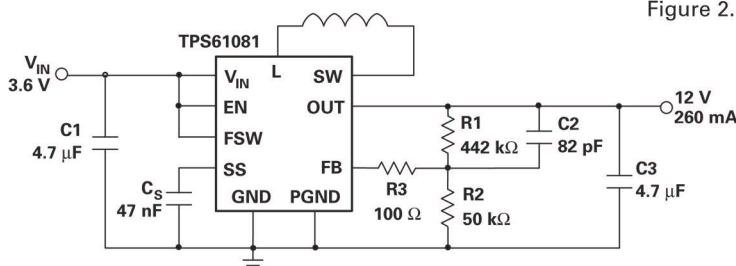 Figure 2.
TPS61081
V_IN
3.6 V
V_IN
L
SW
EN
OUT
FSW
SS
FB
GND PGND
C1
4.7 μF
C_S
47 nF
R3
100 Ω
R1
442 kΩ
R2
50 kΩ
C2
82 pF
C3
4.7 μF
12 V
260 mA